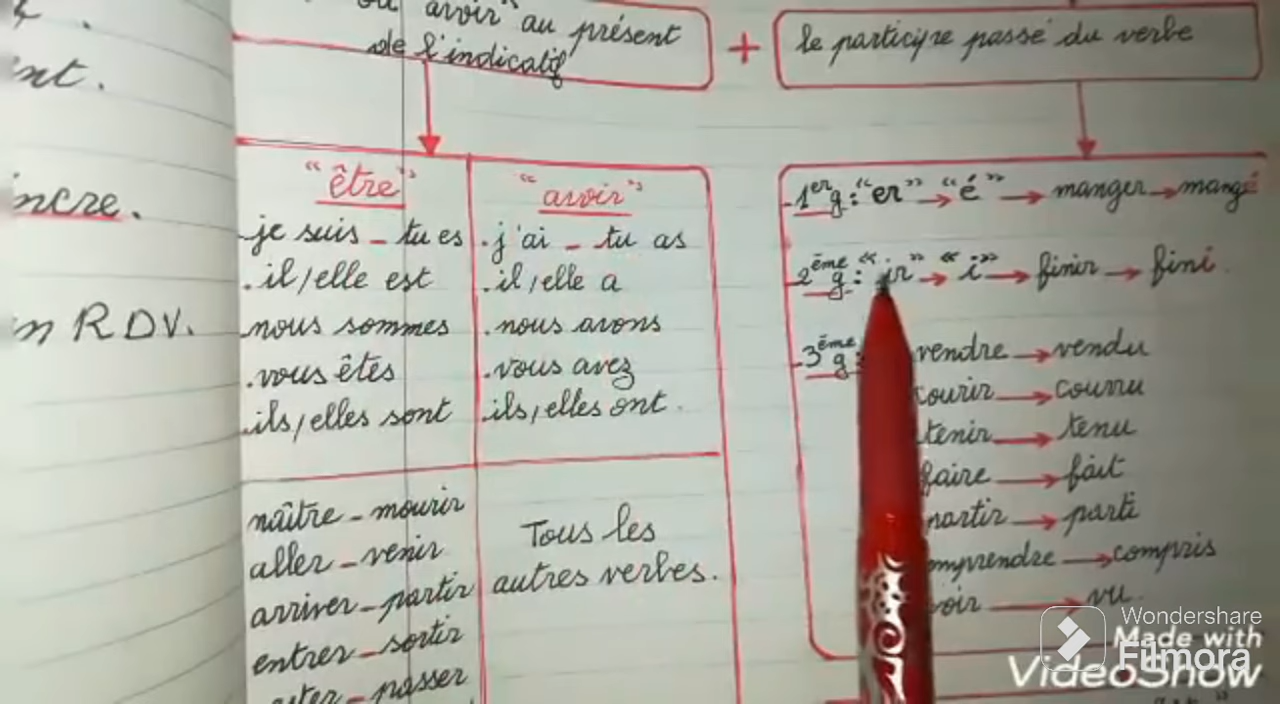 avoir" au présent
de l'indicatif
+
le participe passé du verbe
ent.
incre.
n RDV.
"être"
je suis - tu es
. il/elle est
. nous sommes
. vous êtes
. ils/elles sont
naître - mourir
aller - venir
arriver - partir
entrer - sortir
- passer
"avoir"
. j'ai - tu as
. il/elle a
. nous avons
. vous avez
. ils/elles ont.
Tous les
autres verbes.
- 1er g: "er" → "é" → manger → mangé
- 2ème g: "ir" → "i" → finir → fini.
- 3ème g: vendre → vendu
courir → couru
tenir → tenu
faire → fait
partir → parti
omprendre → compris
voir → vu
Wondershare
Filmora
Made with
VideoShow